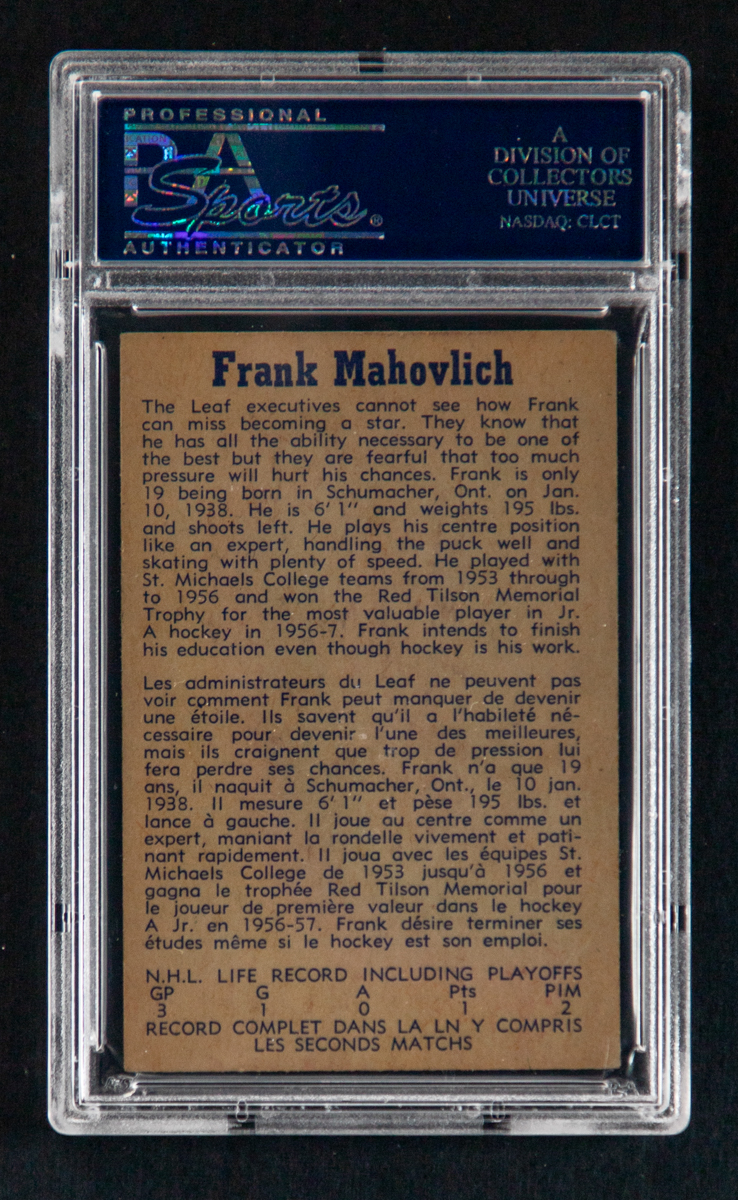 PROFESSIONAL
PSA
Sports®
AUTHENTICATOR
A
DIVISION OF
COLLECTORS
UNIVERSE
NASDAQ: CLCT
Frank Mahovlich
The Leaf executives cannot see how Frank
can miss becoming a star. They know that
he has all the ability necessary to be one of
the best but they are fearful that too much
pressure will hurt his chances. Frank is only
19 being born in Schumacher, Ont. on Jan.
10, 1938. He is 6' 1" and weights 195 lbs.
and shoots left. He plays his centre position
like an expert, handling the puck well and
skating with plenty of speed. He played with
St. Michaels College teams from 1953 through
to 1956 and won the Red Tilson Memorial
Trophy for the most valuable player in Jr.
A hockey in 1956-7. Frank intends to finish
his education even though hockey is his work.
Les administrateurs du Leaf ne peuvent pas
voir comment Frank peut manquer de devenir
une étoile. Ils savent qu'il a l'habileté né-
cessaire pour devenir l'une des meilleures,
mais ils craignent que trop de pression lui
fera perdre ses chances. Frank n'a que 19
ans, il naquit à Schumacher, Ont., le 10 jan.
1938. Il mesure 6' 1" et pèse 195 lbs. et
lance à gauche. Il joue au centre comme un
expert, maniant la rondelle vivement et pati-
nant rapidement. Il joua avec les équipes St.
Michaels College de 1953 jusqu'à 1956 et
gagna le trophée Red Tilson Memorial pour
le joueur de première valeur dans le hockey
A Jr. en 1956-57. Frank désire terminer ses
études même si le hockey est son emploi.
N.H.L. LIFE RECORD INCLUDING PLAYOFFS
GP G A Pts PIM
3 1 0 1 2
RECORD COMPLET DANS LA LN Y COMPRIS
LES SECONDS MATCHS